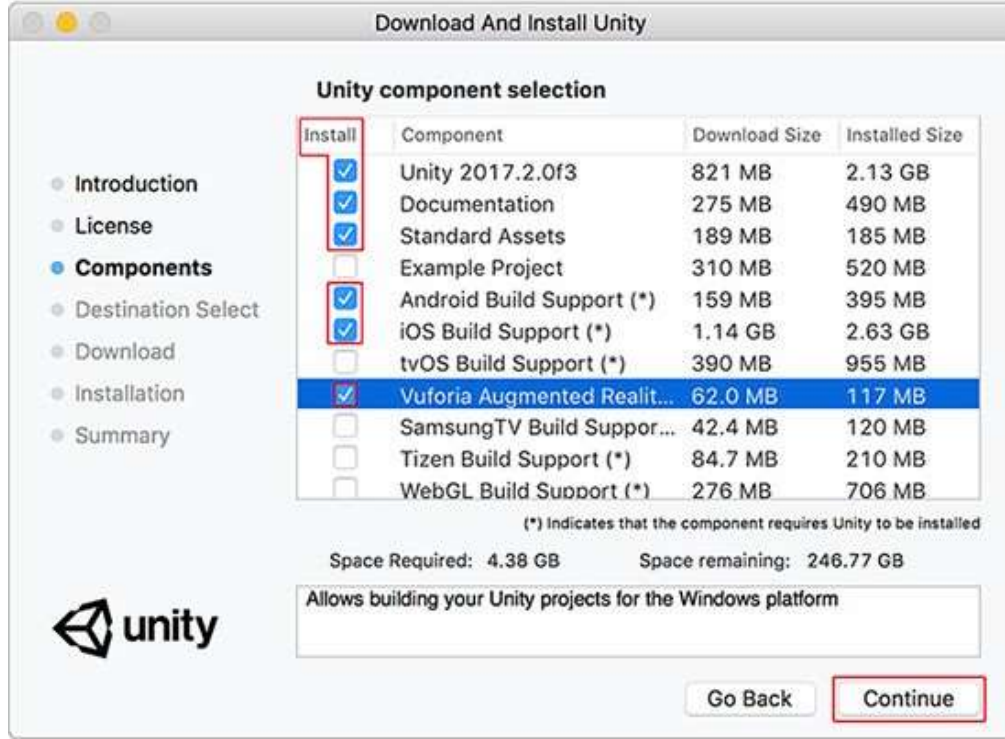 Download And Install Unity
Unity component selection
Install Component Download Size Installed Size
Unity 2017.2.0f3 821 MB 2.13 GB
Documentation 275 MB 490 MB
Standard Assets 189 MB 185 MB
Example Project 310 MB 520 MB
Android Build Support (*) 159 MB 395 MB
iOS Build Support (*) 1.14 GB 2.63 GB
tvOS Build Support (*) 390 MB 955 MB
Vuforia Augmented Realit... 62.0 MB 117 MB
SamsungTV Build Suppor... 42.4 MB 120 MB
Tizen Build Support (*) 84.7 MB 210 MB
WebGL Build Support (*) 276 MB 706 MB
(*) Indicates that the component requires Unity to be installed
Space Required: 4.38 GB Space remaining: 246.77 GB
Allows building your Unity projects for the Windows platform
Introduction
License
Components
Destination Select
Download
Installation
Summary
unity
Go Back Continue